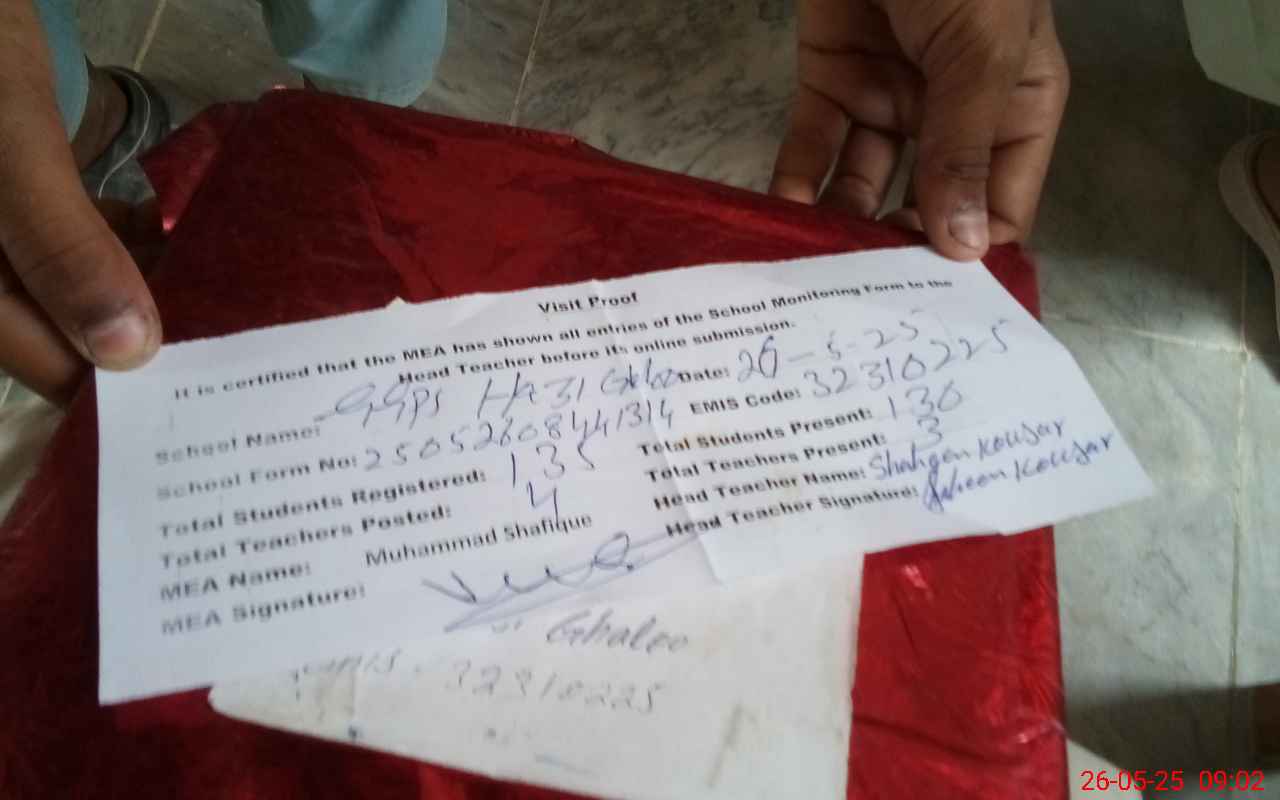 Visit Proof
It is certified that the MEA has shown all entries of the School Monitoring Form to the
Head Teacher before its online submission.
School Name: GGPS HAZI Date: 26-5-25
School Form No: 25052608441314 EMIS Code: 32310225
Total Students Registered: 135 Total Students Present: 130
Total Teachers Posted: 4 Total Teachers Present: 3
MEA Name: Muhammad Shafique Head Teacher Name: Shaheen Kousar
MEA Signature: Head Teacher Signature: Shaheen Kousar
Ghaloo
32310225
26-05-25 09:02